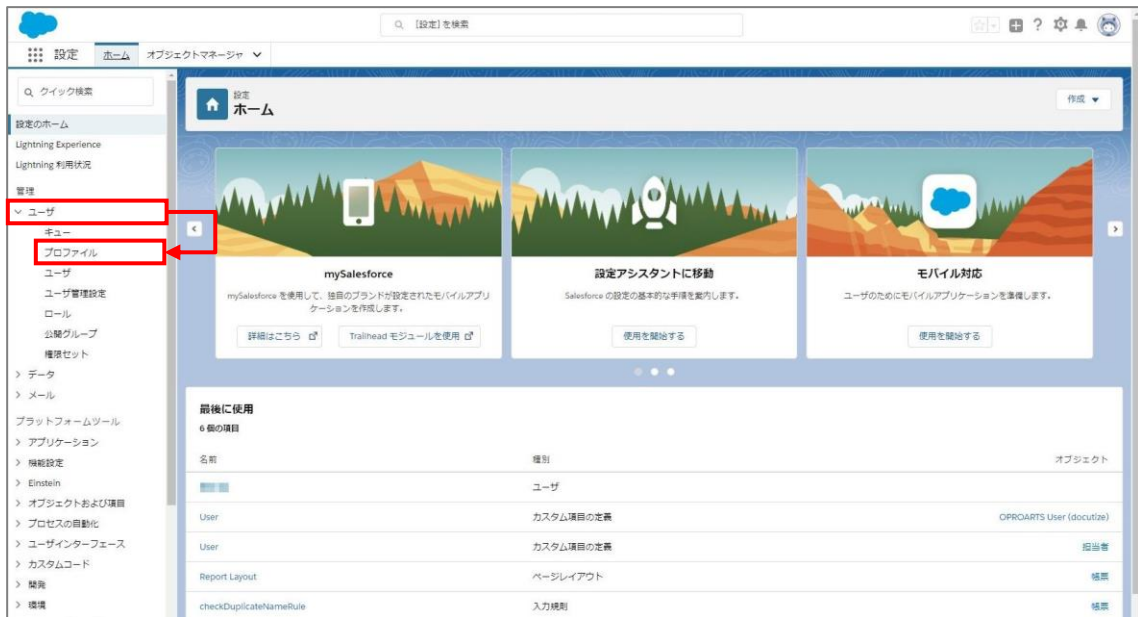 [設定] を検索
設定
ホーム
オブジェクトマネージャ
クイック検索
設定のホーム
Lightning Experience
Lightning 利用状況
管理
ユーザ
キュー
プロファイル
ユーザ
ユーザ管理設定
ロール
公開グループ
権限セット
データ
メール
プラットフォームツール
アプリケーション
機能設定
Einstein
オブジェクトおよび項目
プロセスの自動化
ユーザインターフェース
カスタムコード
開発
環境
設定
ホーム
作成
mySalesforce
mySalesforce を使用して、独自のブランドが設定されたモバイルアプリ
ケーションを作成します。
詳細はこちら
Trailhead モジュールを使用
設定アシスタントに移動
Salesforce の設定の基本的な手順を案内します。
使用を開始する
モバイル対応
ユーザのためにモバイルアプリケーションを準備します。
使用を開始する
最後に使用
6 個の項目
名前 種別 オブジェクト
ユーザ
User カスタム項目の定義 OPROARTS User (docutize)
User カスタム項目の定義 担当者
Report Layout ページレイアウト 帳票
checkDuplicateNameRule 入力規則 帳票